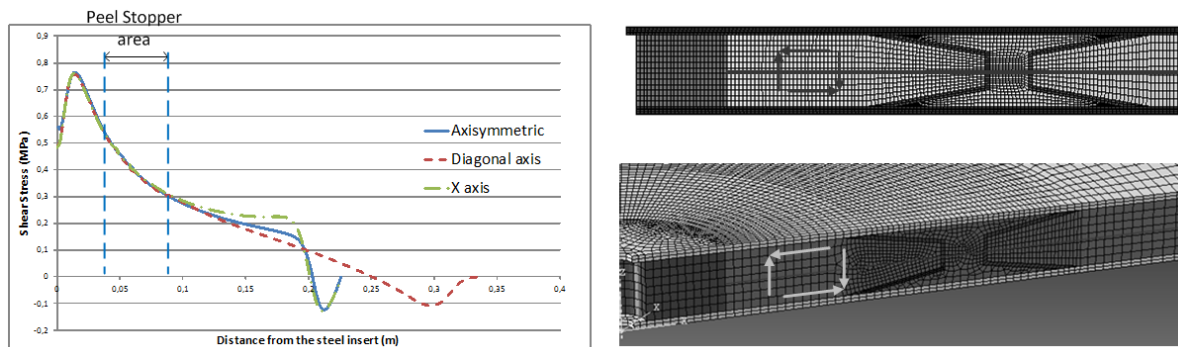 Peel Stopper
area
0,9
0,8
0,7
0,6
0,5
0,4
0,3
0,2
0,1
0
-0,1
-0,2
Shear Stress (MPa)
Axisymmetric
Diagonal axis
X axis
0 0,05 0,1 0,15 0,2 0,25 0,3 0,35 0,4
Distance from the steel insert (m)
X